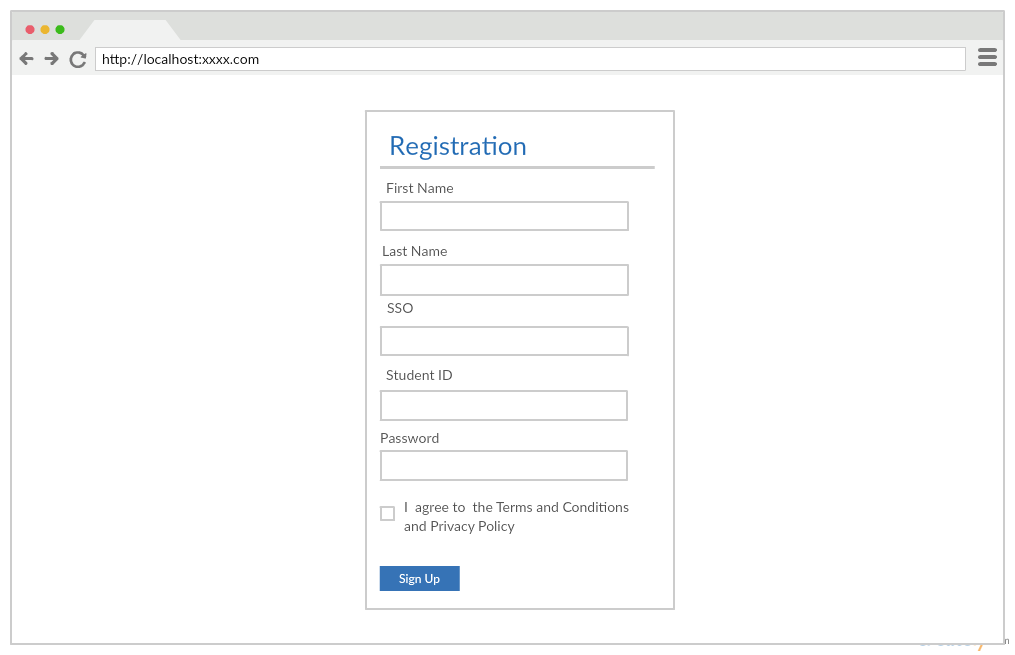 http://localhost:xxxx.com
Registration
First Name
Last Name
SSO
Student ID
Password
I agree to the Terms and Conditions
and Privacy Policy
Sign Up